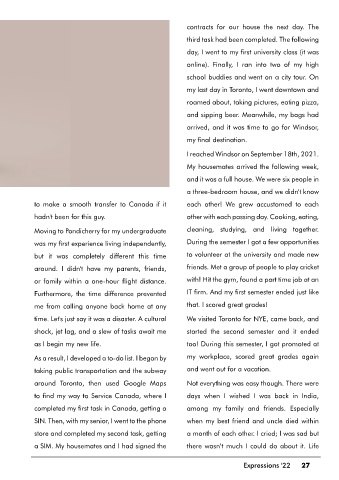 to make a smooth transfer to Canada if it
hadn't been for this guy.
Moving to Pondicherry for my undergraduate
was my first experience living independently,
but it was completely different this time
around. I didn't have my parents, friends,
or family within a one-hour flight distance.
Furthermore, the time difference prevented
me from calling anyone back home at any
time. Let's just say it was a disaster. A cultural
shock, jet lag, and a slew of tasks await me
as I begin my new life.
As a result, I developed a to-do list. I began by
taking public transportation and the subway
around Toronto, then used Google Maps
to find my way to Service Canada, where I
completed my first task in Canada, getting a
SIN. Then, with my senior, I went to the phone
store and completed my second task, getting
a SIM. My housemates and I had signed the
contracts for our house the next day. The
third task had been completed. The following
day, I went to my first university class (it was
online). Finally, I ran into two of my high
school buddies and went on a city tour. On
my last day in Toronto, I went downtown and
roamed about, taking pictures, eating pizza,
and sipping beer. Meanwhile, my bags had
arrived, and it was time to go for Windsor,
my final destination.
I reached Windsor on September 18th, 2021.
My housemates arrived the following week,
and it was a full house. We were six people in
a three-bedroom house, and we didn't know
each other! We grew accustomed to each
other with each passing day. Cooking, eating,
cleaning, studying, and living together.
During the semester I got a few opportunities
to volunteer at the university and made new
friends. Met a group of people to play cricket
with! Hit the gym, found a part time job at an
IT firm. And my first semester ended just like
that. I scored great grades!
We visited Toronto for NYE, came back, and
started the second semester and it ended
too! During this semester, I got promoted at
my workplace, scored great grades again
and went out for a vacation.
Not everything was easy though. There were
days when I wished I was back in India,
among my family and friends. Especially
when my best friend and uncle died within
a month of each other. I cried; I was sad but
there wasn't much I could do about it. Life
Expressions '22 27